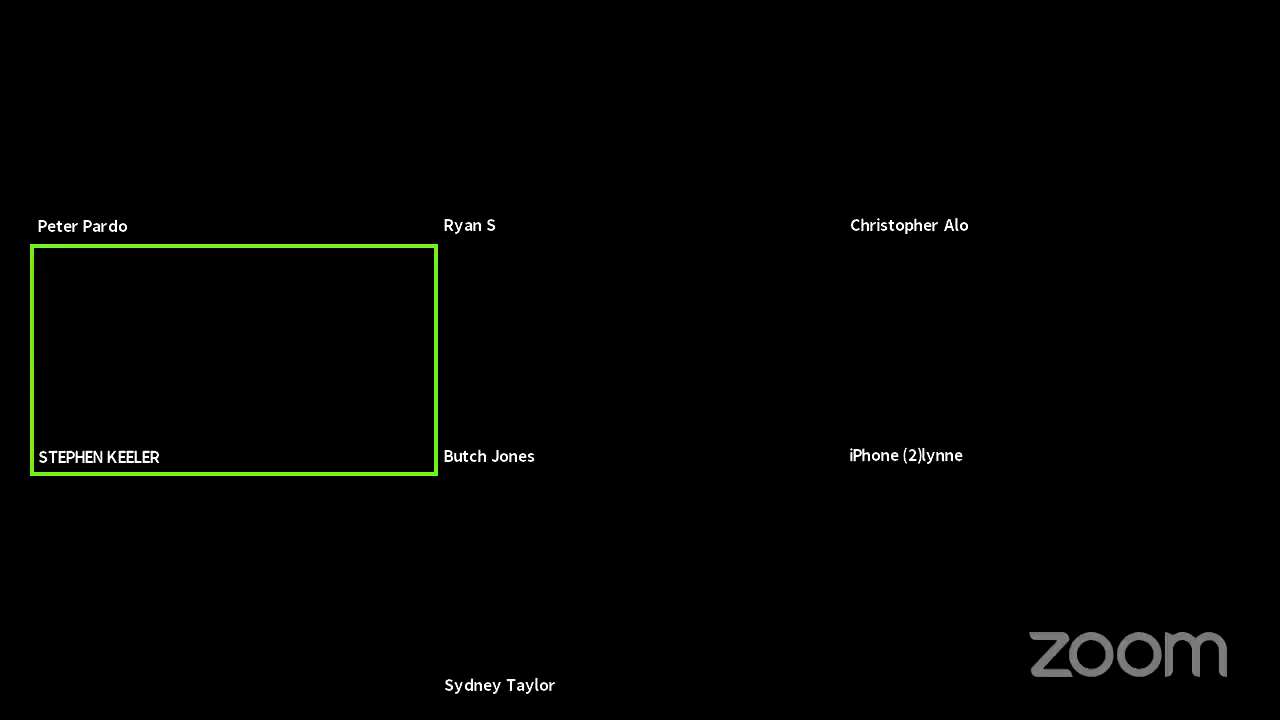 Peter Pardo
Ryan S
Christopher Alo
STEPHEN KEELER
Butch Jones
iPhone (2)lynne
Sydney Taylor
zoom